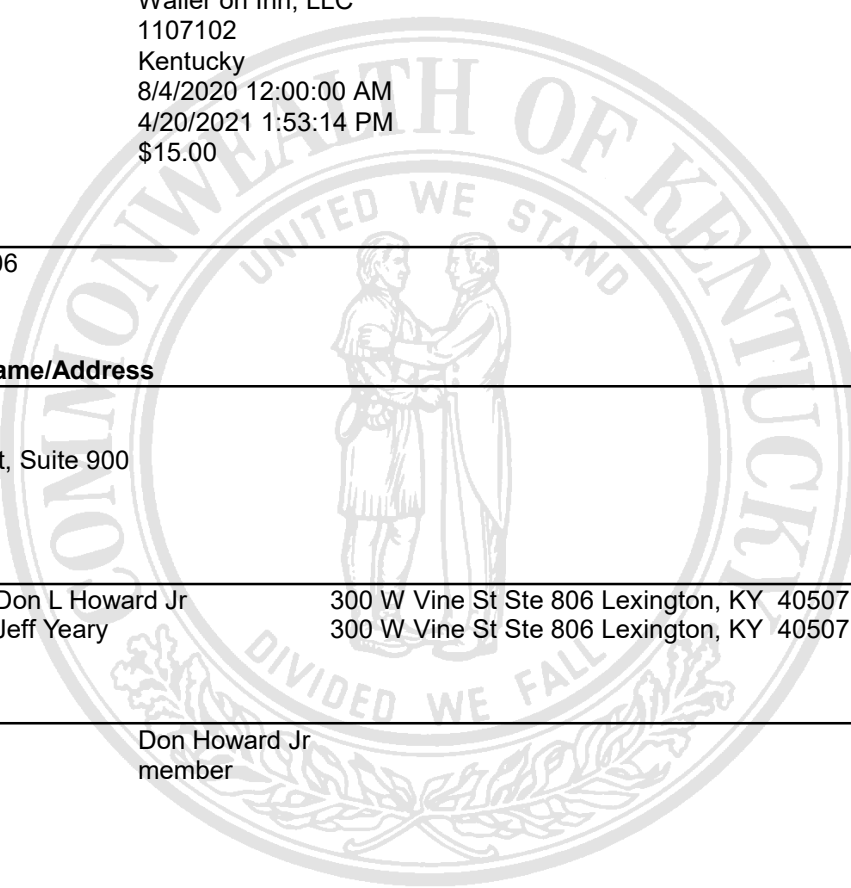 Waller on Inn, LLC
1107102
Kentucky
8/4/2020 12:00:00 AM
4/20/2021 1:53:14 PM
$15.00
06
ame/Address
t, Suite 900
Don L Howard Jr 300 W Vine St Ste 806 Lexington, KY 40507
Jeff Yeary 300 W Vine St Ste 806 Lexington, KY 40507
Don Howard Jr
member
COMMONWEALTH OF KENTUCKY
UNITED WE STAND
DIVIDED WE FALL